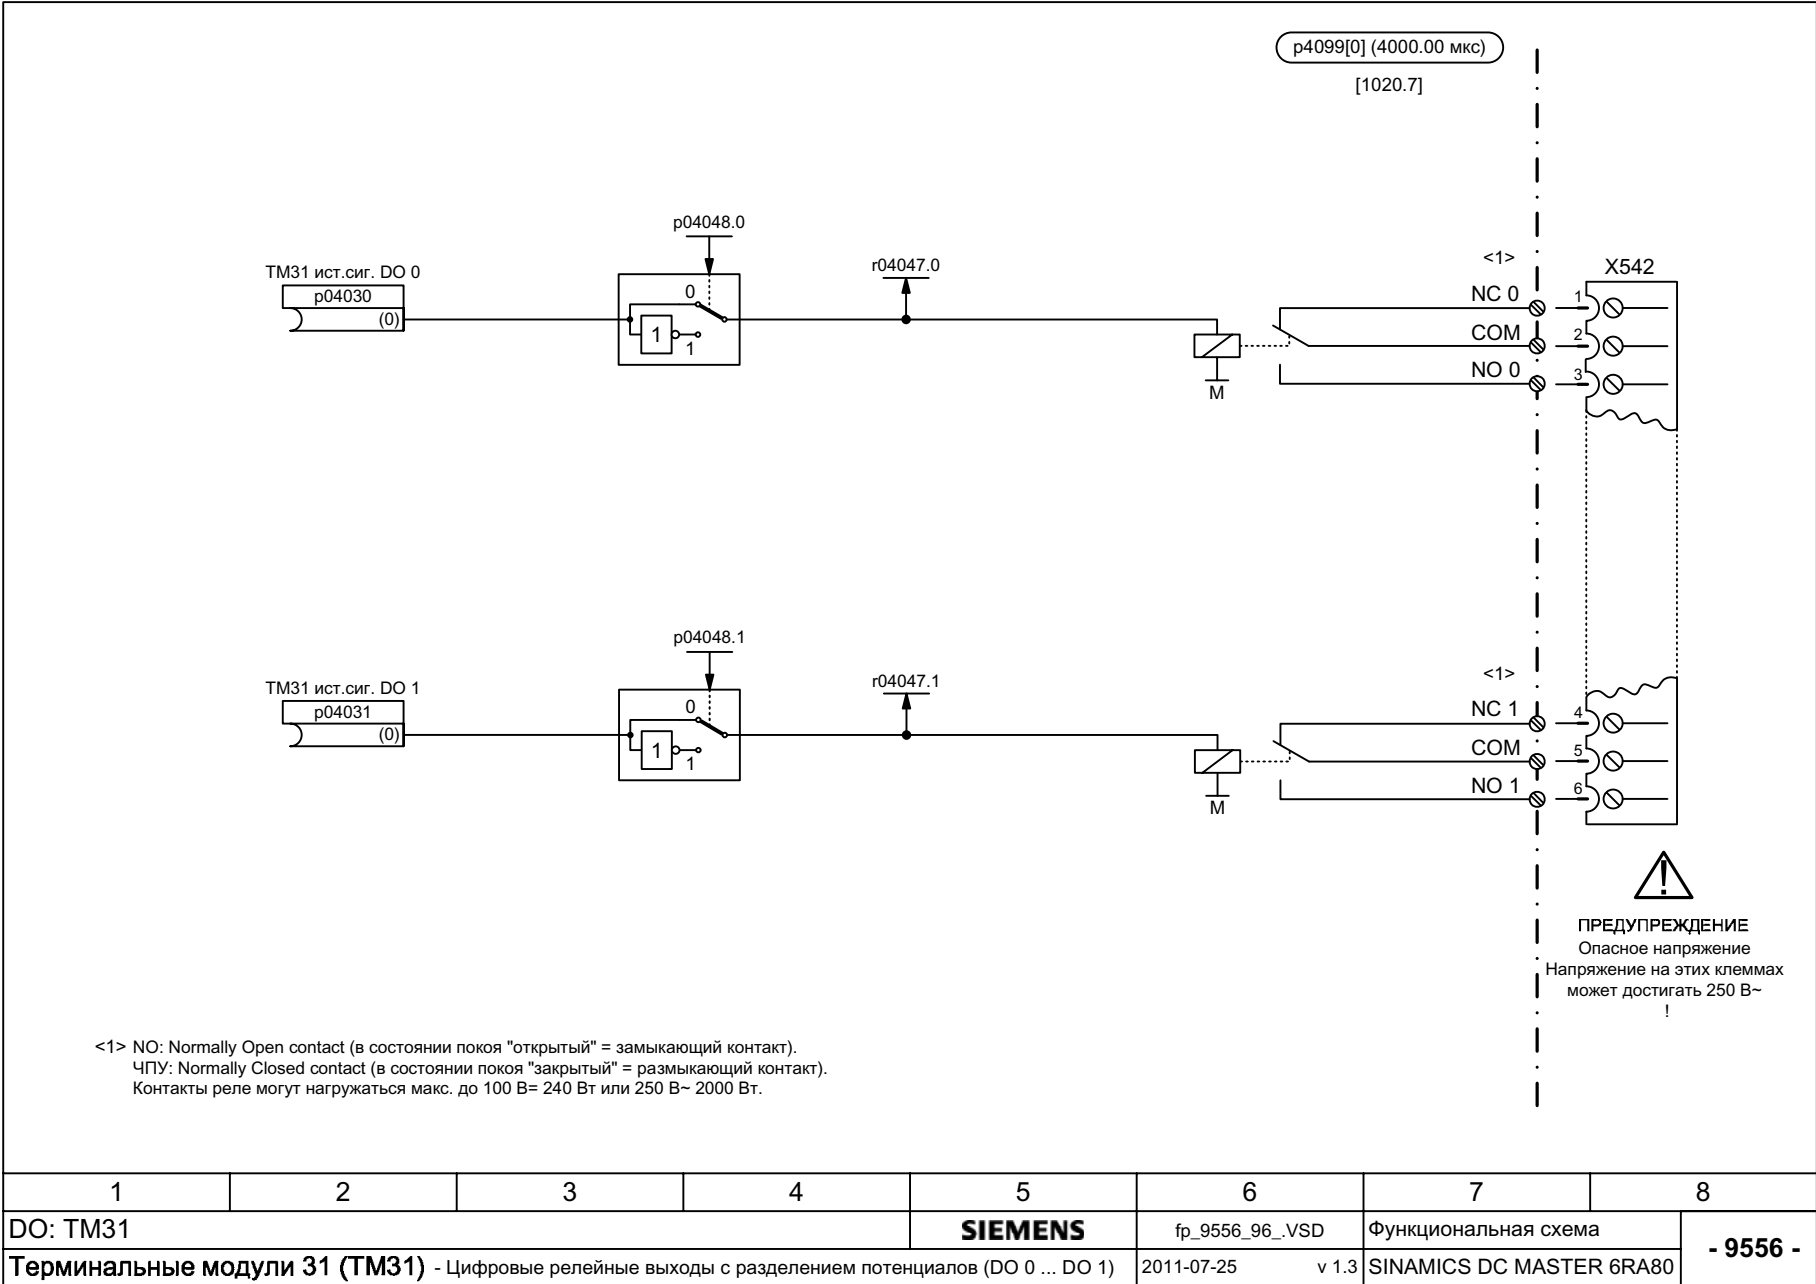 p4099[0] (4000.00 мкс)
[1020.7]
p04048.0
TM31 ист.сиг. DO 0
p04030
(0)
0
1
1
r04047.0
M
<1>
X542
NC 0
1
COM
2
NO 0
3
p04048.1
TM31 ист.сиг. DO 1
p04031
(0)
0
1
1
r04047.1
M
<1>
NC 1
4
COM
5
NO 1
6
ПРЕДУПРЕЖДЕНИЕ
Опасное напряжение
Напряжение на этих клеммах
может достигать 250 В~
!
<1> NO: Normally Open contact (в состоянии покоя "открытый" = замыкающий контакт).
ЧПУ: Normally Closed contact (в состоянии покоя "закрытый" = размыкающий контакт).
Контакты реле могут нагружаться макс. до 100 В= 240 Вт или 250 В~ 2000 Вт.
1 2 3 4 5 6 7 8
DO: TM31 SIEMENS fp_9556_96_.VSD Функциональная схема - 9556 -
Терминальные модули 31 (TM31) - Цифровые релейные выходы с разделением потенциалов (DO 0 ... DO 1) 2011-07-25 v 1.3 SINAMICS DC MASTER 6RA80